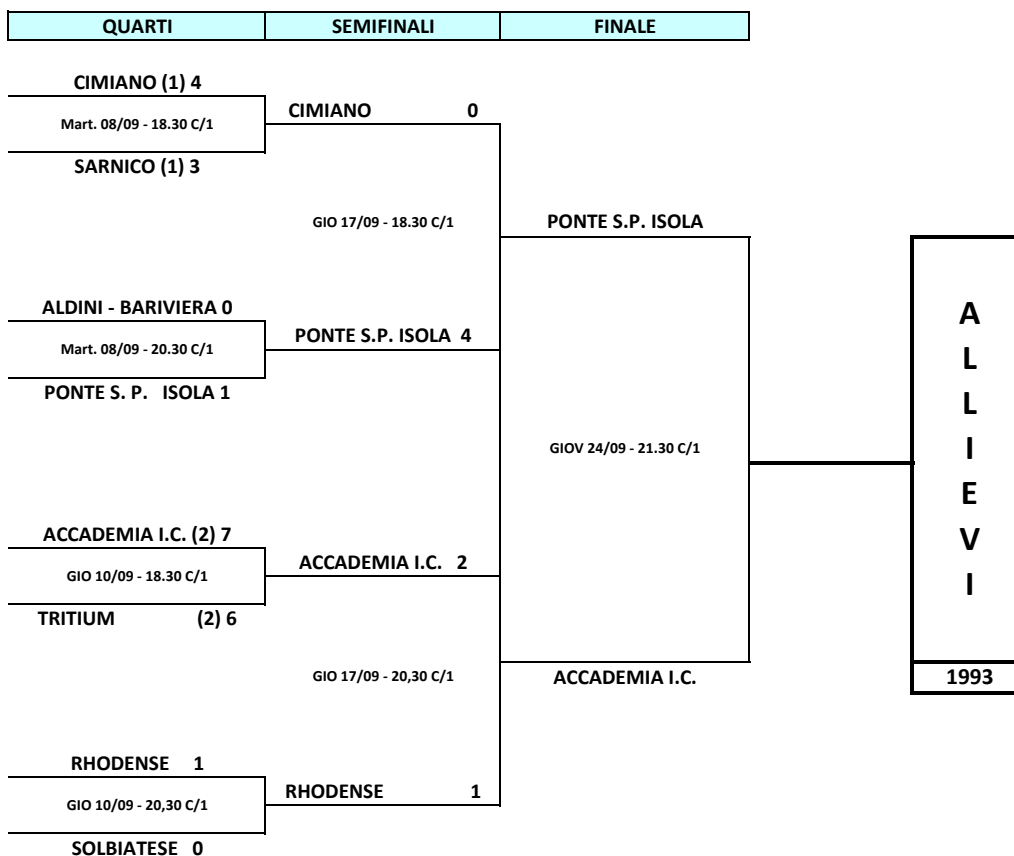 QUARTI SEMIFINALI FINALE
CIMIANO (1) 4
Mart. 08/09 - 18.30 C/1
SARNICO (1) 3
CIMIANO 0
GIO 17/09 - 18.30 C/1
PONTE S.P. ISOLA
ALDINI - BARIVIERA 0
Mart. 08/09 - 20.30 C/1
PONTE S. P. ISOLA 1
PONTE S.P. ISOLA 4
GIOV 24/09 - 21.30 C/1
ACCADEMIA I.C. (2) 7
GIO 10/09 - 18.30 C/1
TRITIUM (2) 6
ACCADEMIA I.C. 2
GIO 17/09 - 20,30 C/1
ACCADEMIA I.C.
RHODENSE 1
GIO 10/09 - 20,30 C/1
SOLBIATESE 0
RHODENSE 1
A
L
L
I
E
V
I
1993